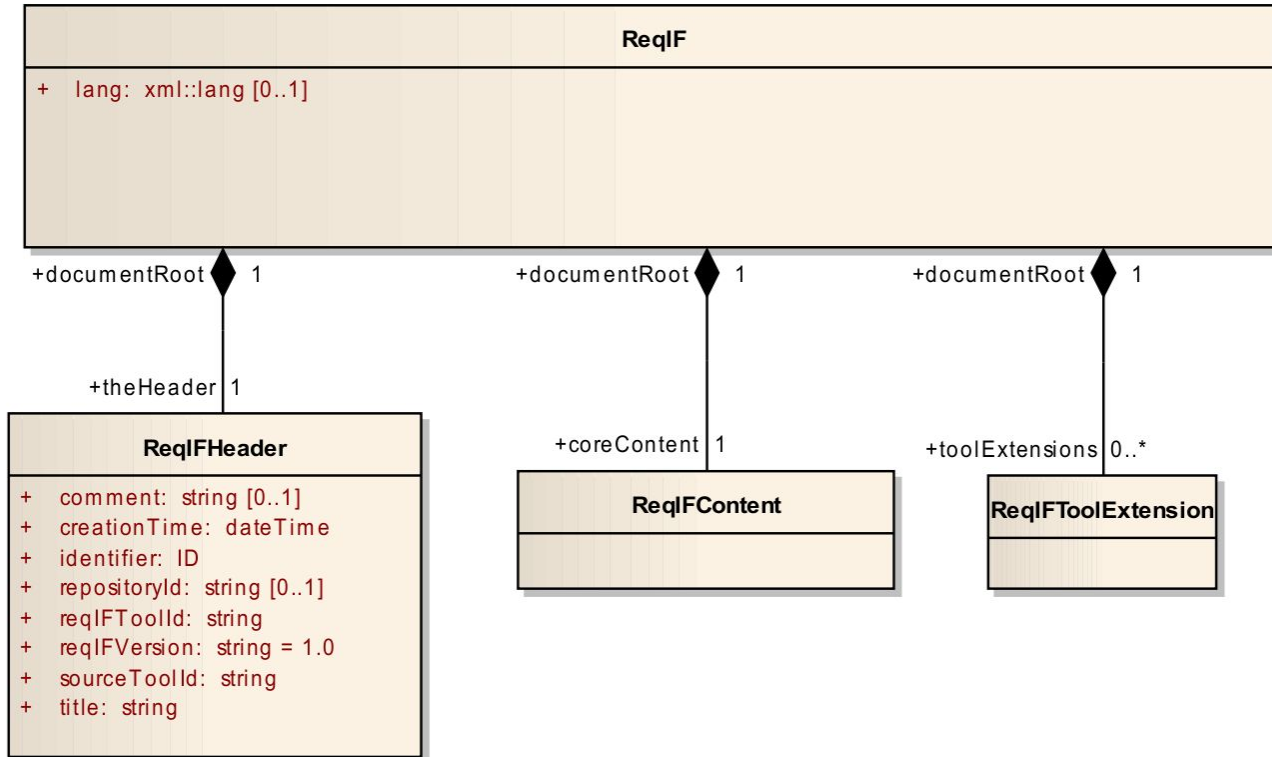 ReqIF
+ lang: xml::lang [0..1]
+documentRoot 1
+documentRoot 1
+documentRoot 1
+theHeader 1
+coreContent 1
+toolExtensions 0..*
ReqIFHeader
+ comment: string [0..1]
+ creationTime: dateTime
+ identifier: ID
+ repositoryId: string [0..1]
+ reqIFToolId: string
+ reqIFVersion: string = 1.0
+ sourceToolId: string
+ title: string
ReqIFContent
ReqIFToolExtension